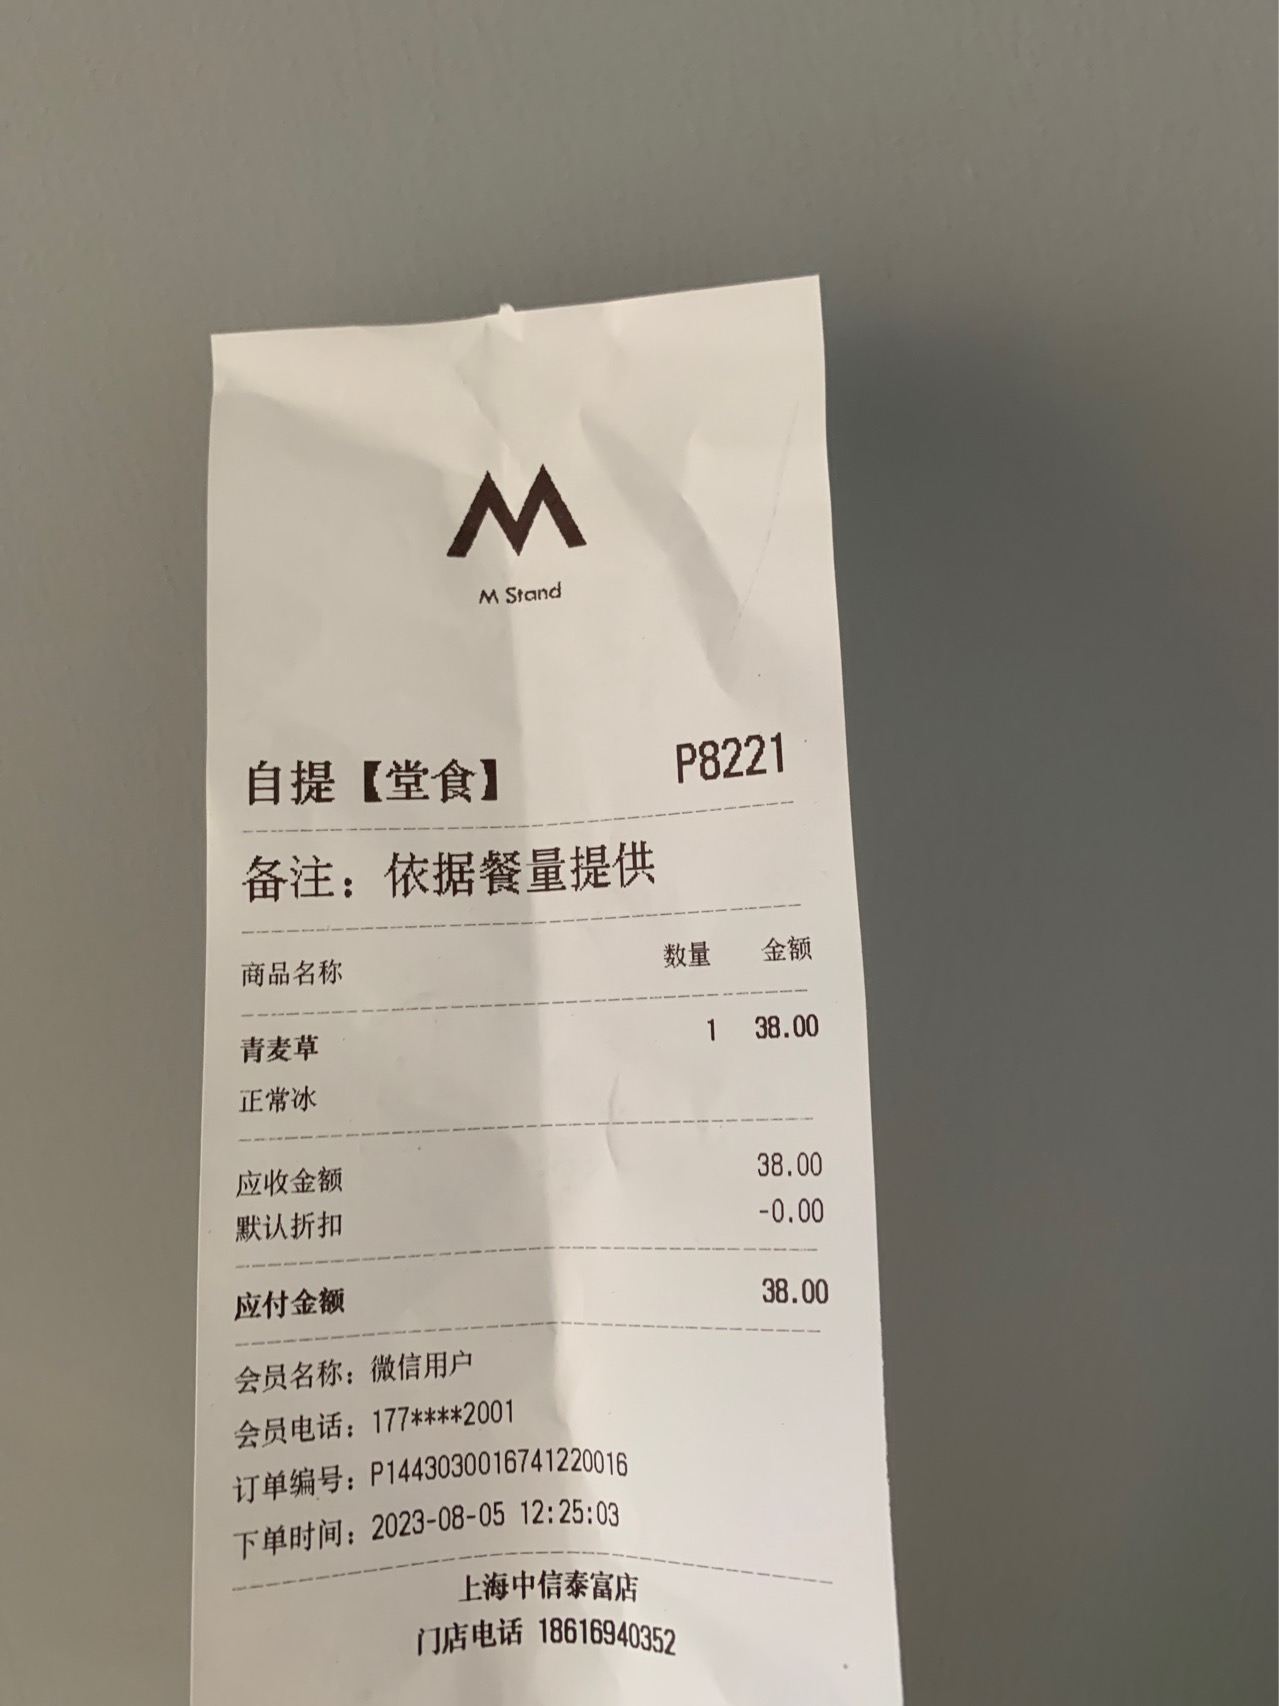 M
M Stand
自提【堂食】 P8221
备注：依据餐量提供
商品名称 数量 金额
青麦草 1 38.00
正常冰
应收金额 38.00
默认折扣 -0.00
应付金额 38.00
会员名称：微信用户
会员电话：177****2001
订单编号：P1443030016741220016
下单时间：2023-08-05 12:25:03
上海中信泰富店
门店电话 18616940352